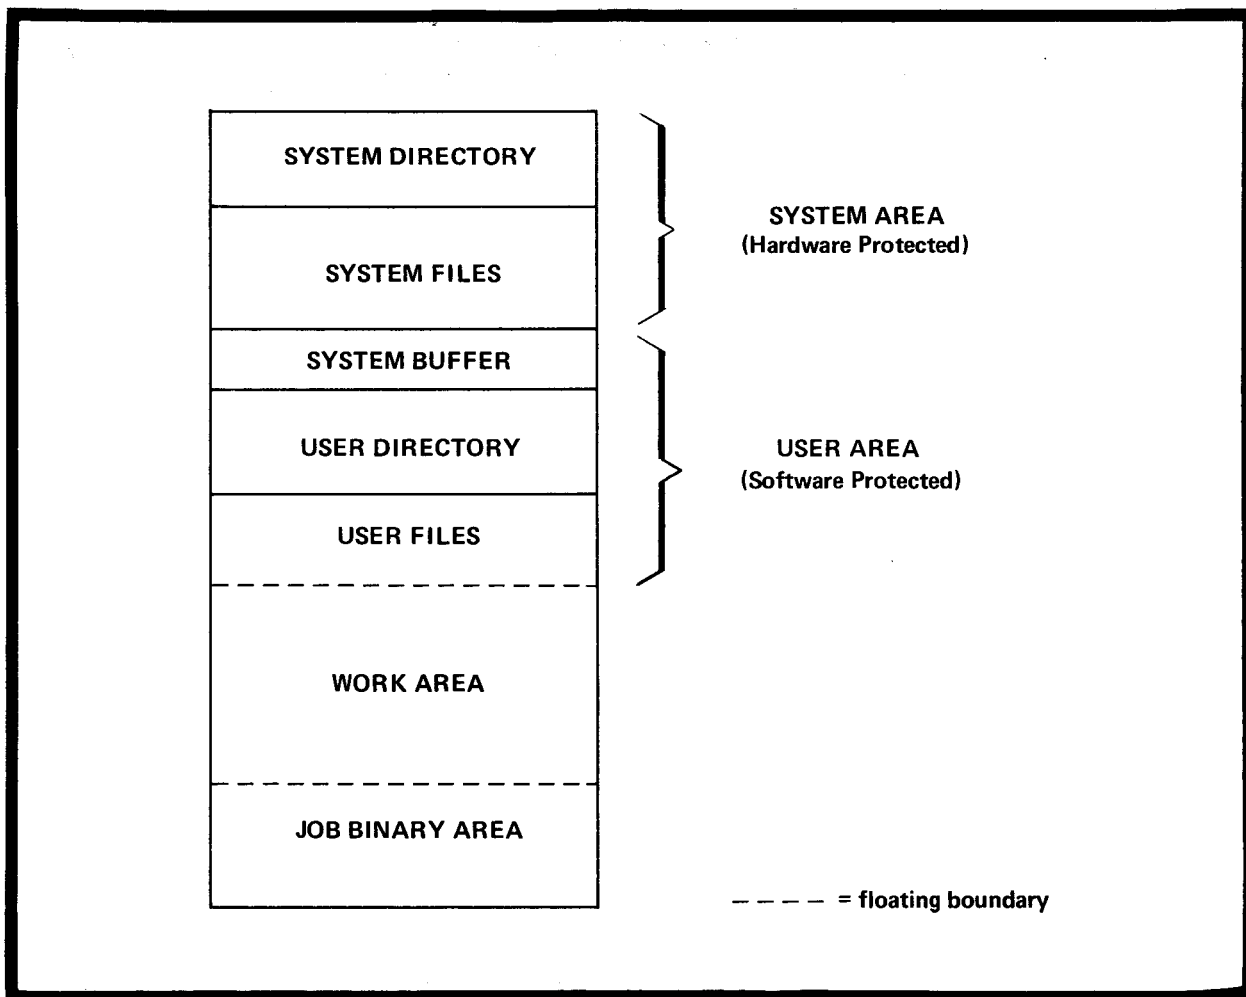 SYSTEM DIRECTORY
SYSTEM FILES
SYSTEM BUFFER
USER DIRECTORY
USER FILES
WORK AREA
JOB BINARY AREA
SYSTEM AREA
(Hardware Protected)
USER AREA
(Software Protected)
– – – – = floating boundary